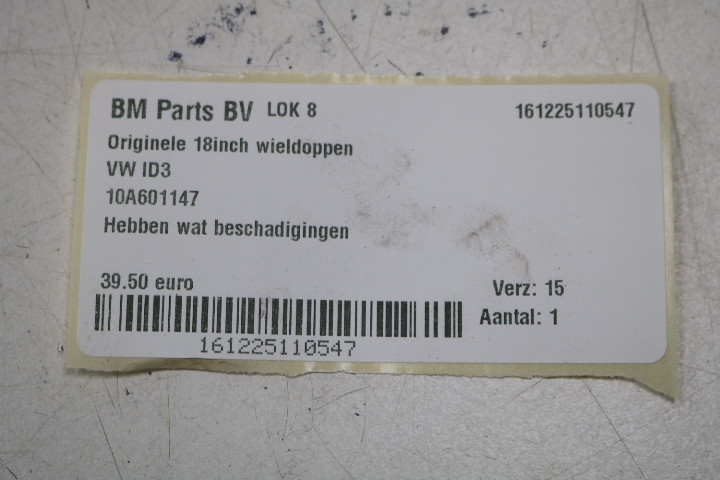 BM Parts BV LOK 8 161225110547
Originele 18inch wieldoppen
VW ID3
10A601147
Hebben wat beschadigingen
39.50 euro Verz: 15
Aantal: 1
161225110547